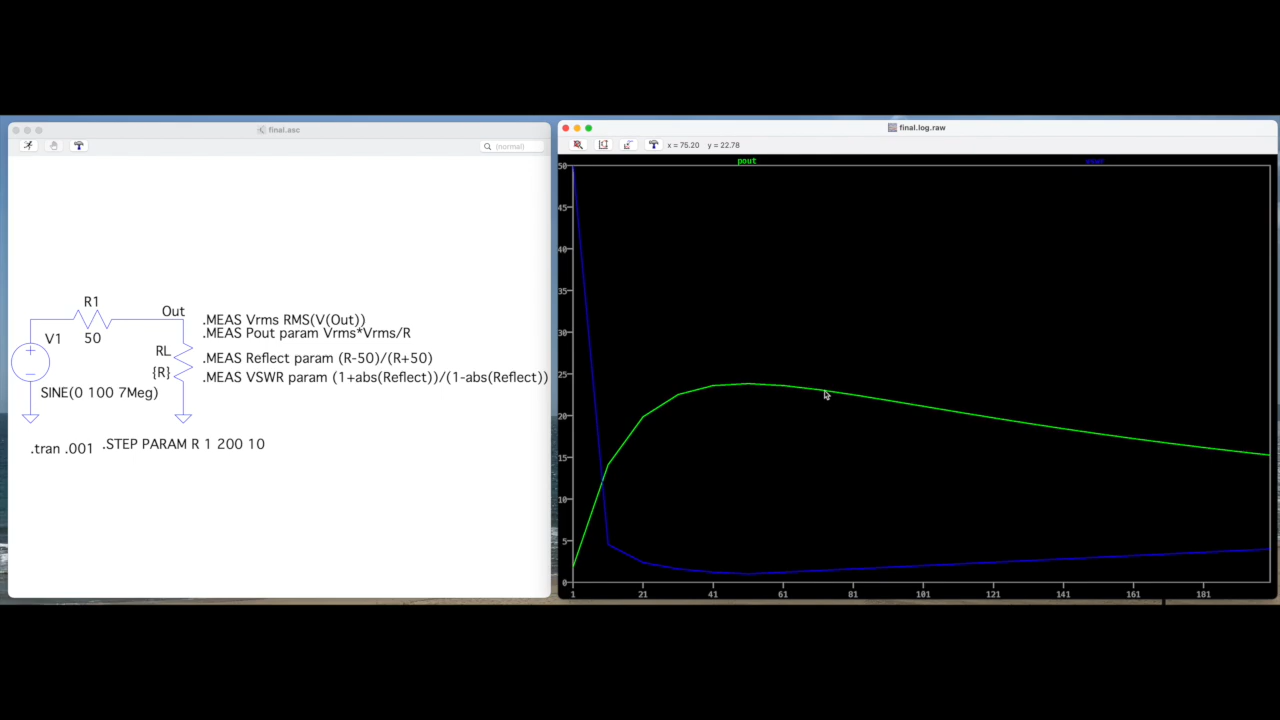 final.asc
(normal)
R1
Out
.MEAS Vrms RMS(V(Out))
.MEAS Pout param Vrms*Vrms/R
V1
50
RL
.MEAS Reflect param (R-50)/(R+50)
{R}
.MEAS VSWR param (1+abs(Reflect))/(1-abs(Reflect))
SINE(0 100 7Meg)
.tran .001
.STEP PARAM R 1 200 10
final.log.raw
x = 75.20 y = 22.78
pout
vswr
50
45
40
35
30
25
20
15
10
5
0
1 21 41 61 81 101 121 141 161 181